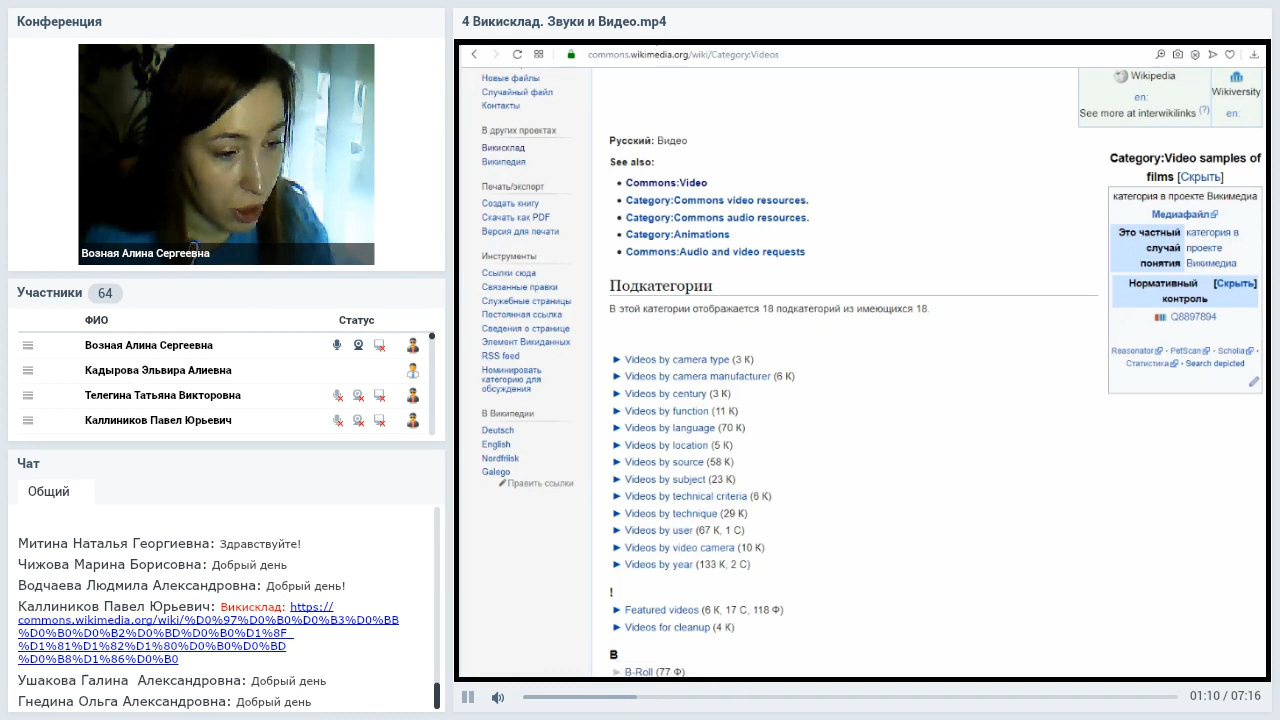 Конференция
Возная Алина Сергеевна
Участники 64
ФИО Статус
Возная Алина Сергеевна
Кадырова Эльвира Алиевна
Телегина Татьяна Викторовна
Каллиников Павел Юрьевич
Чат
Общий
Митина Наталья Георгиевна: Здравствуйте!
Чижова Марина Борисовна: Добрый день
Водчаева Людмила Александровна: Добрый день!
Каллиников Павел Юрьевич: Викисклад: https://
commons.wikimedia.org/wiki/%D0%97%D0%B0%D0%B3%D0%BB
%D0%B0%D0%B2%D0%BD%D0%B0%D1%8F_
%D1%81%D1%82%D1%80%D0%B0%D0%BD
%D0%B8%D1%86%D0%B0
Ушакова Галина Александровна: Добрый день
Гнедина Ольга Александровна: Добрый день
4 Викисклад. Звуки и Видео.mp4
commons.wikimedia.org/wiki/Category:Videos
Новые файлы
Случайный файл
Контакты
В других проектах
Викисклад
Википедия
Печать/экспорт
Создать книгу
Скачать как PDF
Версия для печати
Инструменты
Ссылки сюда
Связанные правки
Служебные страницы
Постоянная ссылка
Сведения о странице
Элемент Викиданных
RSS feed
Номинировать
категорию для
обсуждения
В Википедии
Deutsch
English
Nordfriisk
Galego
Править ссылки
Русский: Видео
See also:
Commons:Video
Category:Commons video resources.
Category:Commons audio resources.
Category:Animations
Commons:Audio and video requests
Подкатегории
В этой категории отображается 18 подкатегорий из имеющихся 18.
Videos by camera type (3 К)
Videos by camera manufacturer (6 К)
Videos by century (3 К)
Videos by function (11 К)
Videos by language (70 К)
Videos by location (5 К)
Videos by source (58 К)
Videos by subject (23 К)
Videos by technical criteria (6 К)
Videos by technique (29 К)
Videos by user (67 К, 1 С)
Videos by video camera (10 К)
Videos by year (133 К, 2 С)
!
Featured videos (6 К, 17 С, 118 Ф)
Videos for cleanup (4 К)
B
B-Roll (77 Ф)
Wikipedia
en:
See more at interwikilinks (?)
Wikiversity
en:
Category:Video samples of
films [Скрыть]
категория в проекте Викимедиа
Медиафайл
Это частный случай понятия
категория в проекте Викимедиа
Нормативный контроль
[Скрыть]
Q8897894
Reasonator • PetScan • Scholia •
Статистика • Search depicted
01:10 / 07:16